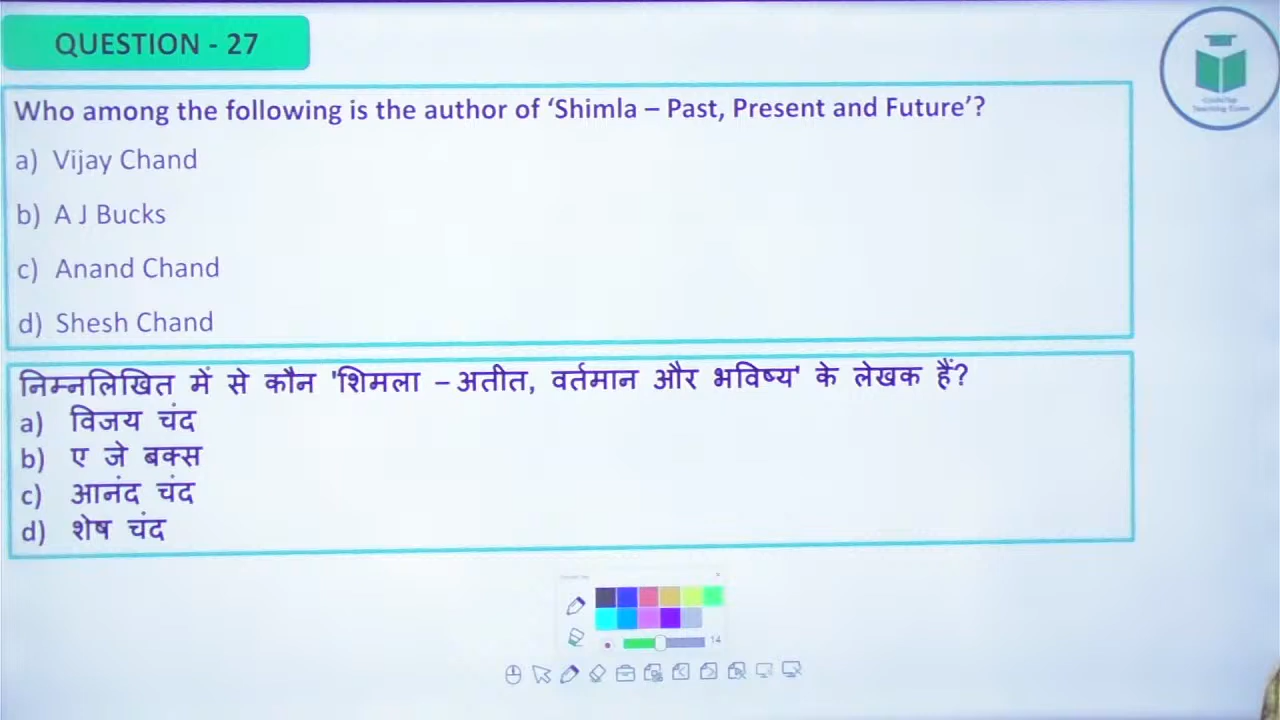 QUESTION - 27
Who among the following is the author of ‘Shimla – Past, Present and Future’?
a) Vijay Chand
b) A J Bucks
c) Anand Chand
d) Shesh Chand
निम्नलिखित में से कौन 'शिमला – अतीत, वर्तमान और भविष्य' के लेखक हैं?
a) विजय चंद
b) ए जे बक्स
c) आनंद चंद
d) शेष चंद
14